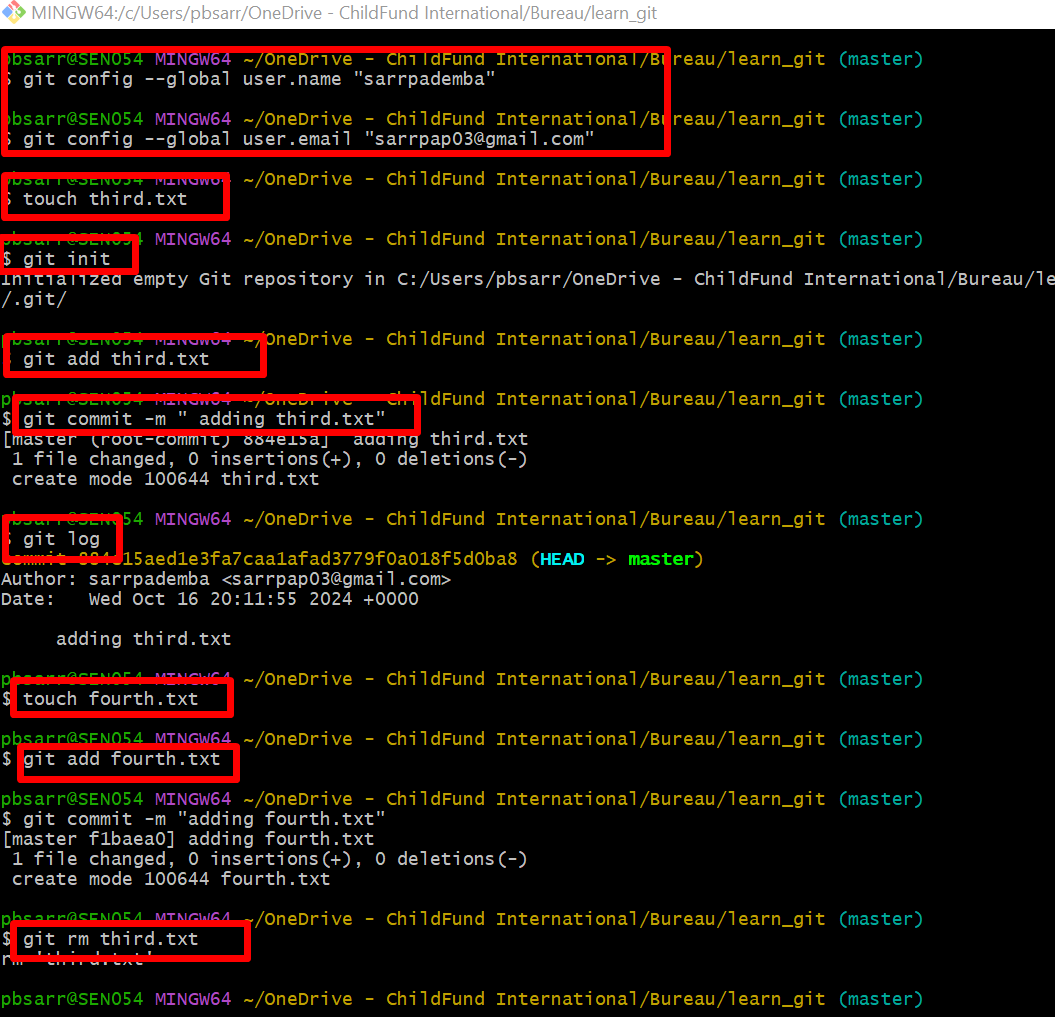 MINGW64:/c/Users/pbsarr/OneDrive - ChildFund International/Bureau/learn_git
pbsarr@SEN054 MINGW64 ~/OneDrive - ChildFund International/Bureau/learn_git (master)
$ git config --global user.name "sarrpademba"
pbsarr@SEN054 MINGW64 ~/OneDrive - ChildFund International/Bureau/learn_git (master)
$ git config --global user.email "sarrpap03@gmail.com"
pbsarr@SEN054 MINGW64 ~/OneDrive - ChildFund International/Bureau/learn_git (master)
$ touch third.txt
pbsarr@SEN054 MINGW64 ~/OneDrive - ChildFund International/Bureau/learn_git (master)
$ git init
Initialized empty Git repository in C:/Users/pbsarr/OneDrive - ChildFund International/Bureau/le
/.git/
pbsarr@SEN054 MINGW64 ~/OneDrive - ChildFund International/Bureau/learn_git (master)
$ git add third.txt
pbsarr@SEN054 MINGW64 ~/OneDrive - ChildFund International/Bureau/learn_git (master)
$ git commit -m " adding third.txt"
[master (root-commit) 884e15a]  adding third.txt
 1 file changed, 0 insertions(+), 0 deletions(-)
 create mode 100644 third.txt
pbsarr@SEN054 MINGW64 ~/OneDrive - ChildFund International/Bureau/learn_git (master)
$ git log
commit 884e15aed1e3fa7caa1afad3779f0a018f5d0ba8 (HEAD -> master)
Author: sarrpademba <sarrpap03@gmail.com>
Date:   Wed Oct 16 20:11:55 2024 +0000
     adding third.txt
pbsarr@SEN054 MINGW64 ~/OneDrive - ChildFund International/Bureau/learn_git (master)
$ touch fourth.txt
pbsarr@SEN054 MINGW64 ~/OneDrive - ChildFund International/Bureau/learn_git (master)
$ git add fourth.txt
pbsarr@SEN054 MINGW64 ~/OneDrive - ChildFund International/Bureau/learn_git (master)
$ git commit -m "adding fourth.txt"
[master f1baea0] adding fourth.txt
 1 file changed, 0 insertions(+), 0 deletions(-)
 create mode 100644 fourth.txt
pbsarr@SEN054 MINGW64 ~/OneDrive - ChildFund International/Bureau/learn_git (master)
$ git rm third.txt
rm 'third.txt'
pbsarr@SEN054 MINGW64 ~/OneDrive - ChildFund International/Bureau/learn_git (master)